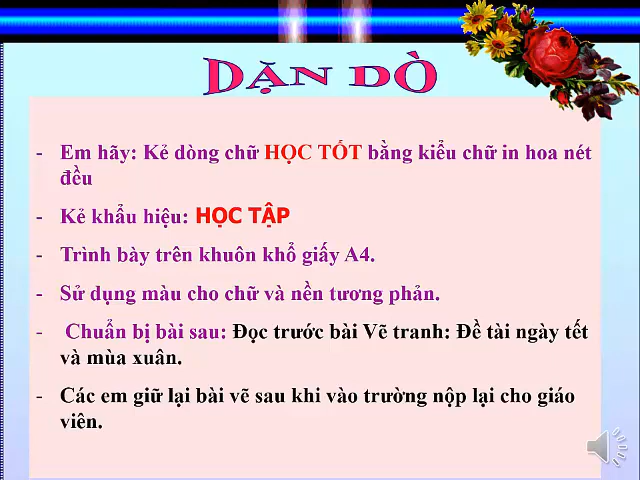 DẶN DÒ
- Em hãy: Kẻ dòng chữ HỌC TỐT bằng kiểu chữ in hoa nét
đều
- Kẻ khẩu hiệu: HỌC TẬP
- Trình bày trên khuôn khổ giấy A4.
- Sử dụng màu cho chữ và nền tương phản.
- Chuẩn bị bài sau: Đọc trước bài Vẽ tranh: Đề tài ngày tết
và mùa xuân.
- Các em giữ lại bài vẽ sau khi vào trường nộp lại cho giáo
viên.